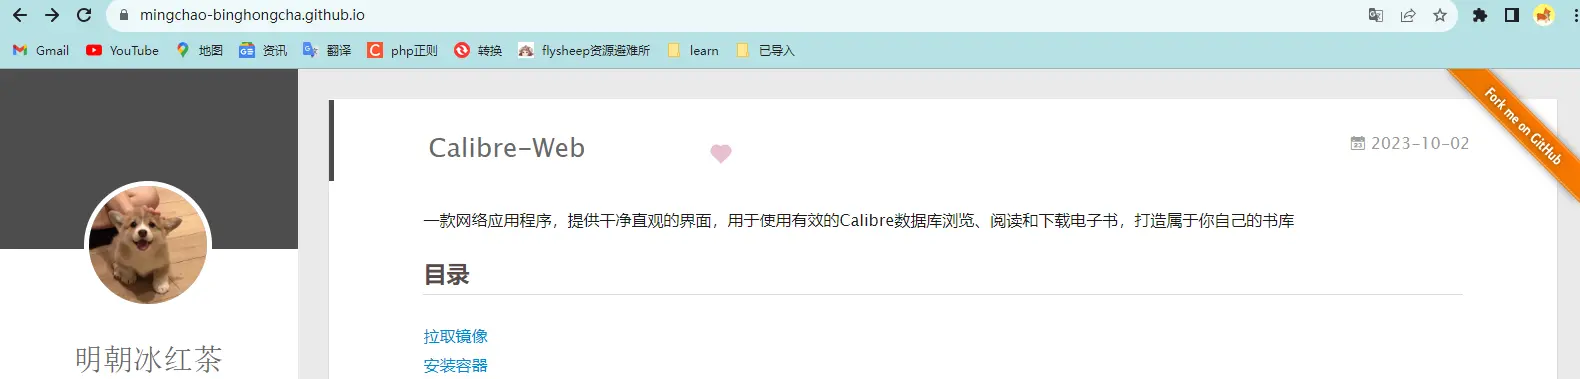 mingchao-binghongcha.github.io
Gmail YouTube 地图 资讯 翻译 php正则 转换 flysheep资源避难所 learn 已导入
Fork me on GitHub
Calibre-Web
2023-10-02
一款网络应用程序，提供干净直观的界面，用于使用有效的Calibre数据库浏览、阅读和下载电子书，打造属于你自己的书库
目录
拉取镜像
安装容器
明朝冰红茶